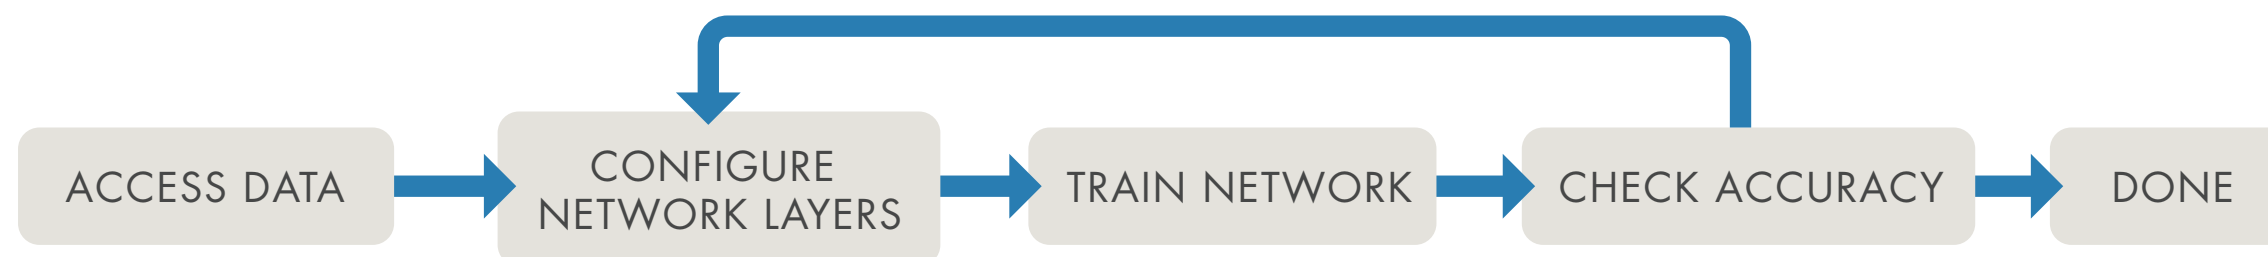 ACCESS DATA
CONFIGURE
NETWORK LAYERS
TRAIN NETWORK
CHECK ACCURACY
DONE